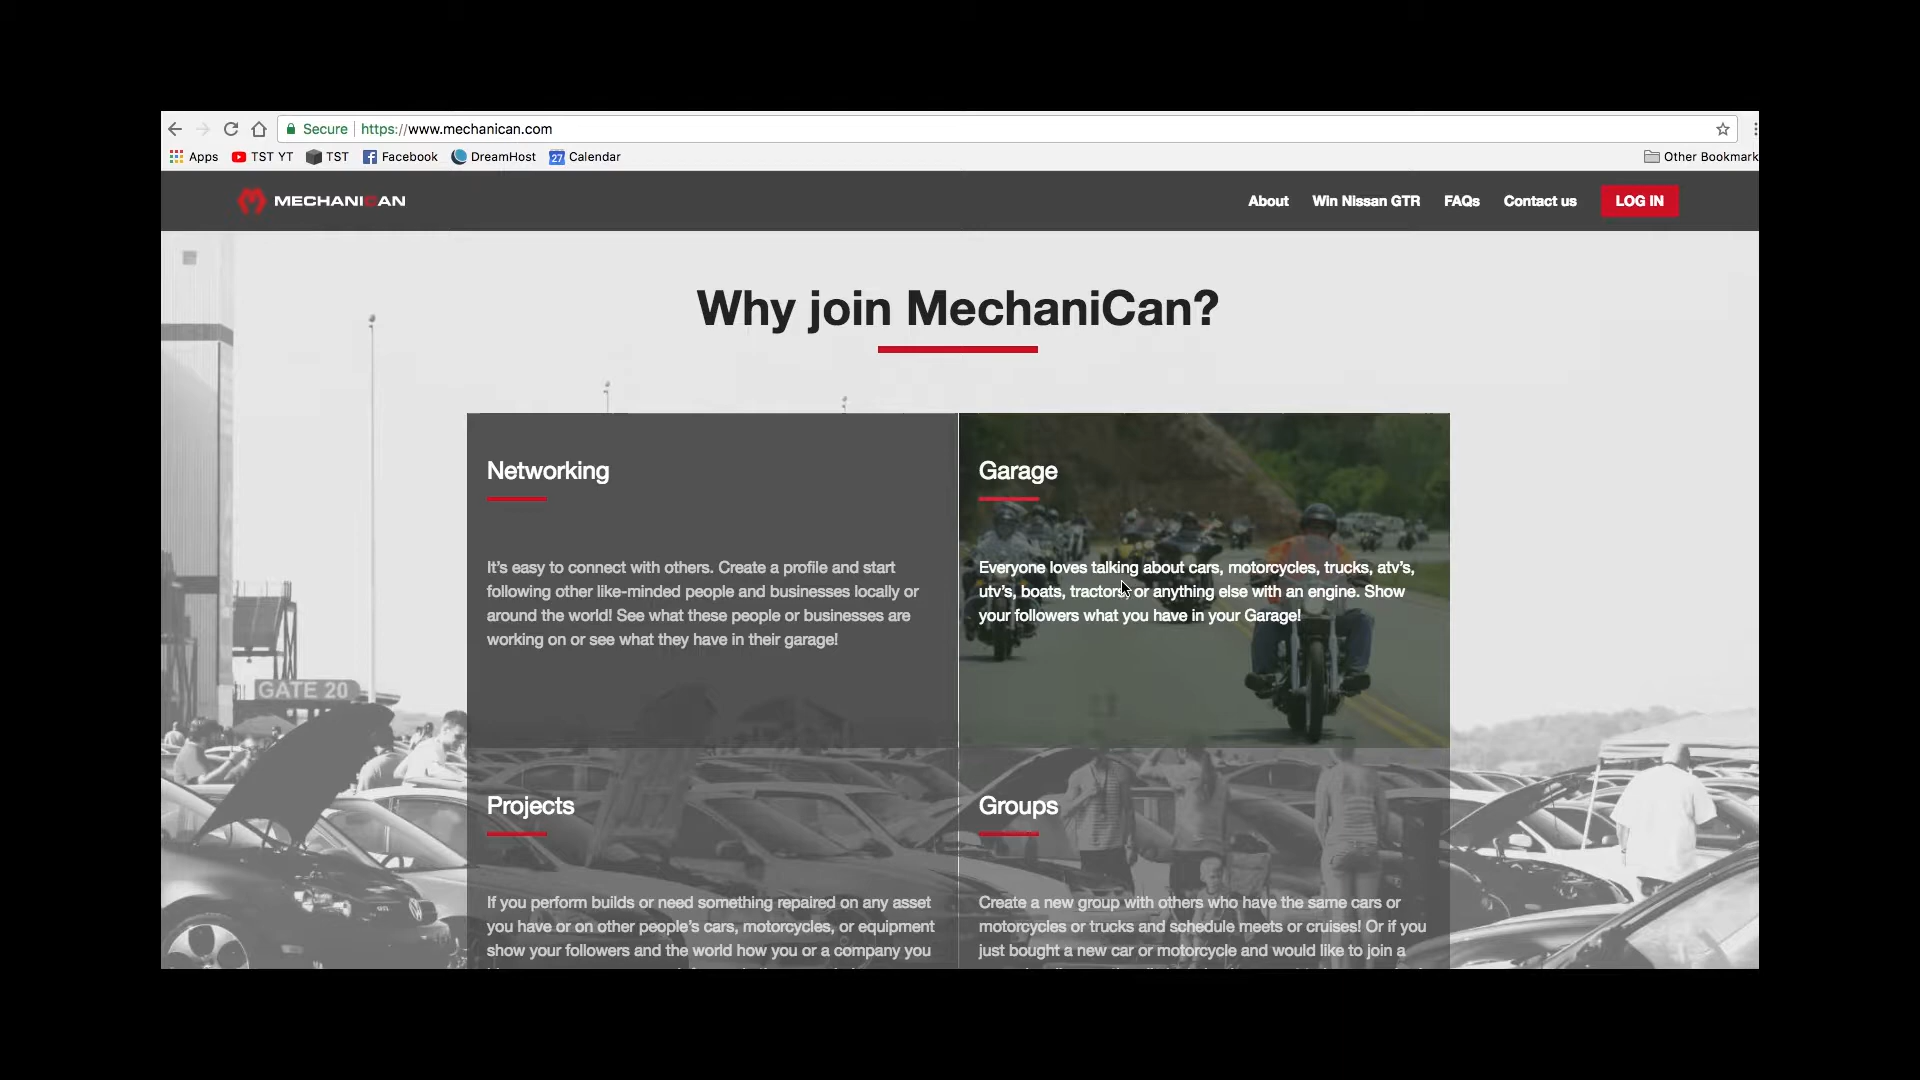 Secure https://www.mechanican.com
Apps TST YT TST Facebook DreamHost 27 Calendar Other Bookmark
MECHANICAN About Win Nissan GTR FAQs Contact us LOG IN
Why join MechaniCan?
Networking
It's easy to connect with others. Create a profile and start
following other like-minded people and businesses locally or
around the world! See what these people or businesses are
working on or see what they have in their garage!
Garage
Everyone loves talking about cars, motorcycles, trucks, atv's,
utv's, boats, tractors, or anything else with an engine. Show
your followers what you have in your Garage!
GATE 20
Projects
If you perform builds or need something repaired on any asset
you have or on other people's cars, motorcycles, or equipment
show your followers and the world how you or a company you
Groups
Create a new group with others who have the same cars or
motorcycles or trucks and schedule meets or cruises! Or if you
just bought a new car or motorcycle and would like to join a